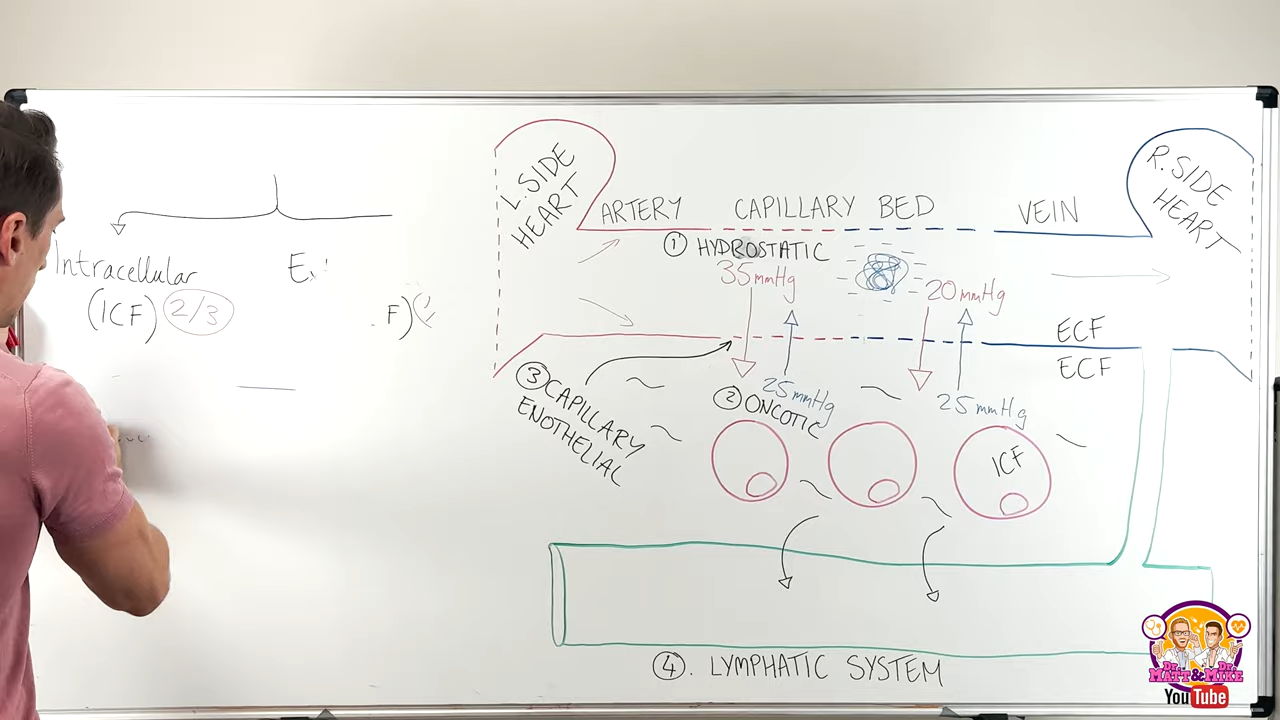 Intracellular
(ICF) 2/3
L. SIDE
HEART
ARTERY
CAPILLARY BED
VEIN
R. SIDE
HEART
① HYDROSTATIC
35mmHg
20mmHg
ECF
ECF
25mmHg
② ONCOTIC
25mmHg
③ CAPILLARY
ENOTHELIAL
ICF
④. LYMPHATIC SYSTEM
Dr. Dr.
MATT&MIKE
YouTube